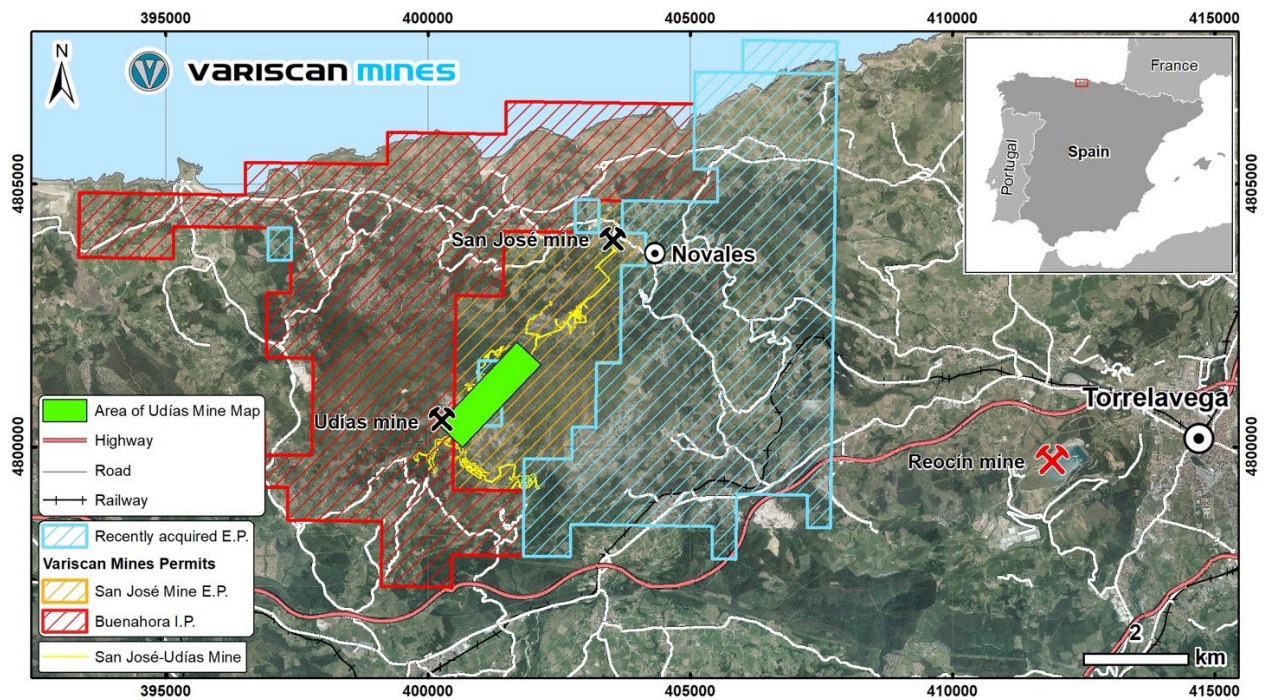 395000
400000
405000
410000
415000
N
VARISCAN MINES
France
Portugal
Spain
4805000
4805000
San José mine
Novales
Area of Udías Mine Map
Highway
Road
Railway
Udías mine
Torrelavega
4800000
4800000
Reocín mine
Recently acquired E.P.
Variscan Mines Permits
San José Mine E.P.
Buenahora I.P.
San José-Udías Mine
2
km
395000
400000
405000
410000
415000